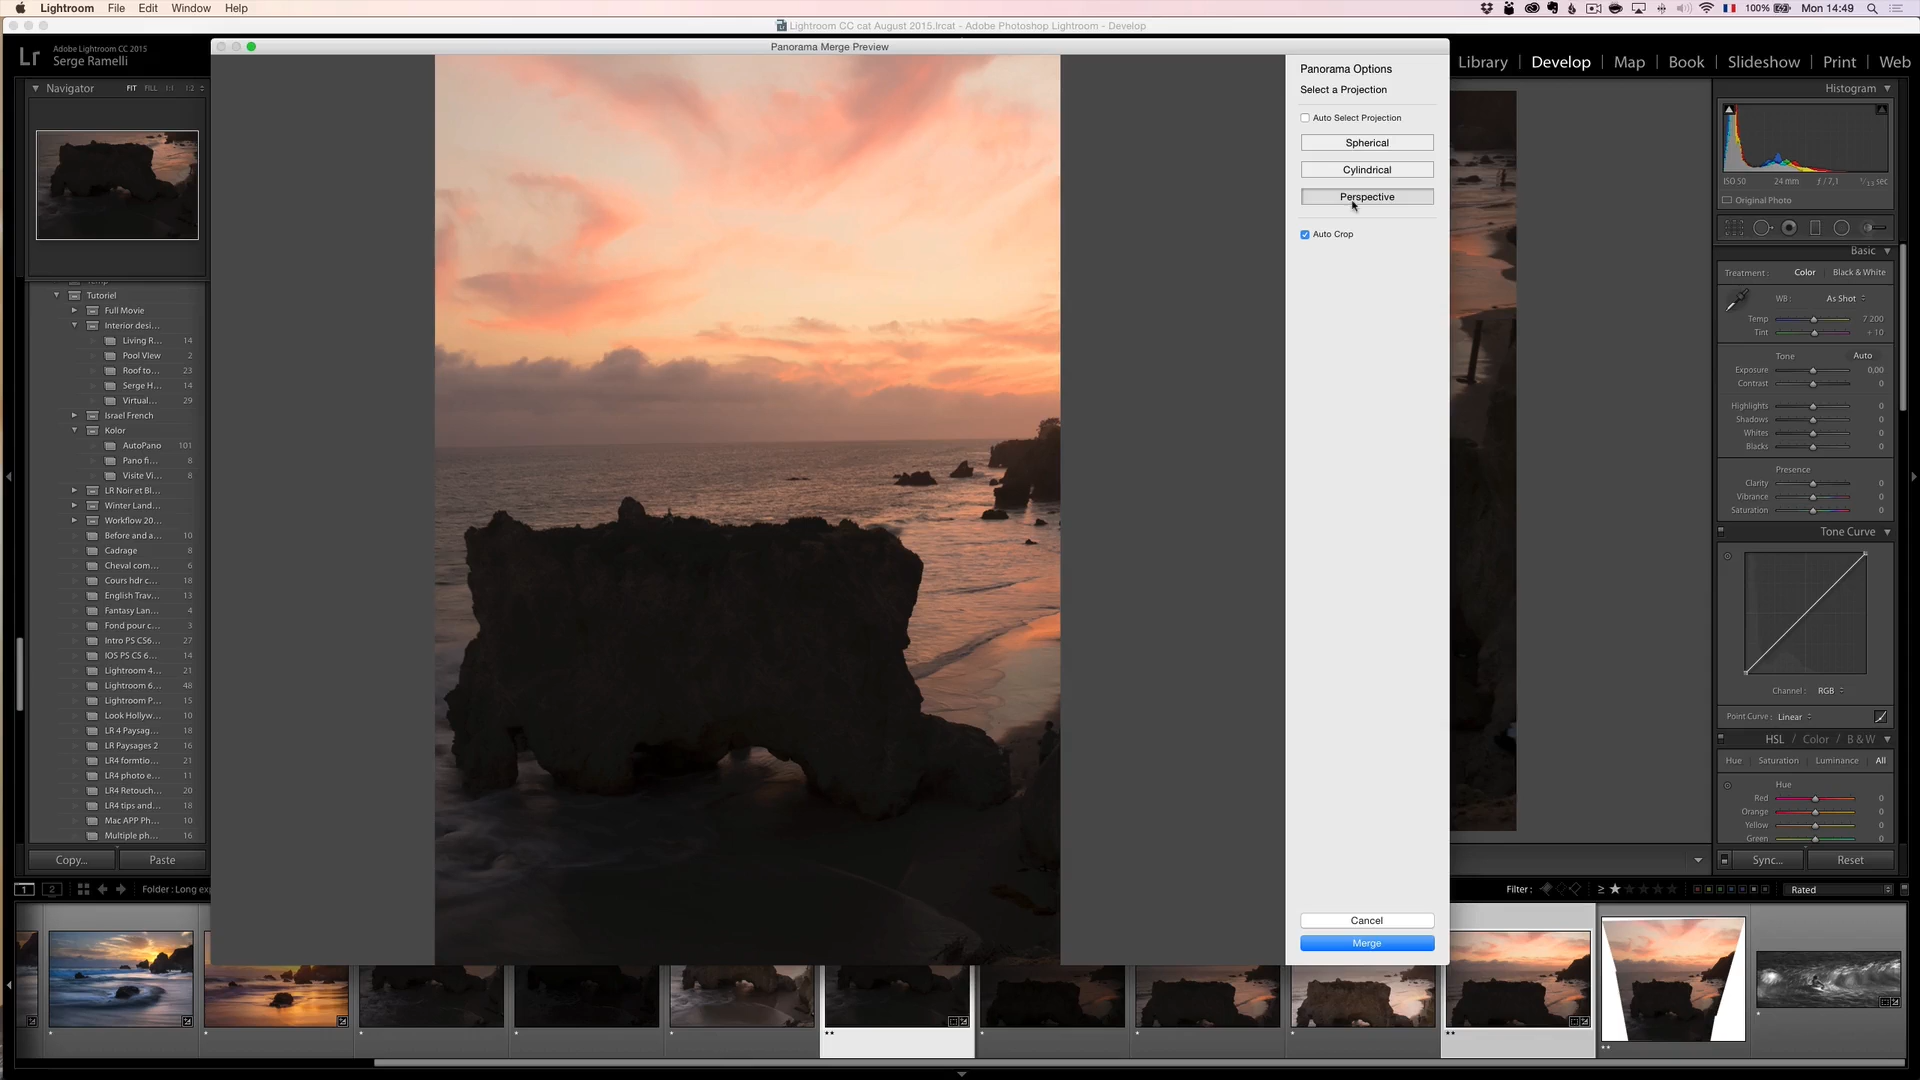 Lightroom File Edit Window Help
100% Mon 14:49
Lightroom CC cat August 2015.lrcat - Adobe Photoshop Lightroom - Develop
Panorama Merge Preview
Lr Adobe Lightroom CC 2015
Serge Ramelli
Library | Develop | Map | Book | Slideshow | Print | Web
Navigator FIT FILL 1:1 1:2
Tutoriel
Full Movie
Interior desi...
Living R... 14
Pool View 2
Roof to... 23
Serge H... 14
Virtual... 29
Israel French
Kolor
AutoPano 101
Pano fi... 8
Visite Vi... 8
LR Noir et Bl...
Winter Land...
Workflow 20...
Before and a... 10
Cadrage 8
Cheval com... 6
Cours hdr c... 18
English Trav... 13
Fantasy Lan... 4
Fond pour c... 3
Intro PS CS6... 27
IOS PS CS 6... 14
Lightroom 4... 21
Lightroom 6... 48
Lightroom P... 15
Look Hollyw... 10
LR 4 Paysag... 18
LR Paysages 2 16
LR4 formtio... 21
LR4 photo e... 11
LR4 Retouch... 20
LR4 tips and... 18
Mac APP Ph... 10
Multiple ph... 16
Copy... Paste
Panorama Options
Select a Projection
Auto Select Projection
Spherical
Cylindrical
Perspective
Auto Crop
Cancel
Merge
Histogram
ISO 50 24 mm ƒ / 7,1 1/13 sec
Original Photo
Basic
Treatment : Color Black & White
WB : As Shot
Temp 7.200
Tint + 10
Tone Auto
Exposure 0,00
Contrast 0
Highlights 0
Shadows 0
Whites 0
Blacks 0
Presence
Clarity 0
Vibrance 0
Saturation 0
Tone Curve
Channel : RGB
Point Curve : Linear
HSL / Color / B & W
Hue Saturation Luminance All
Hue
Red 0
Orange 0
Yellow 0
Green 0
Sync... Reset
1 2 Folder : Long ex
Filter : ≥ Rated